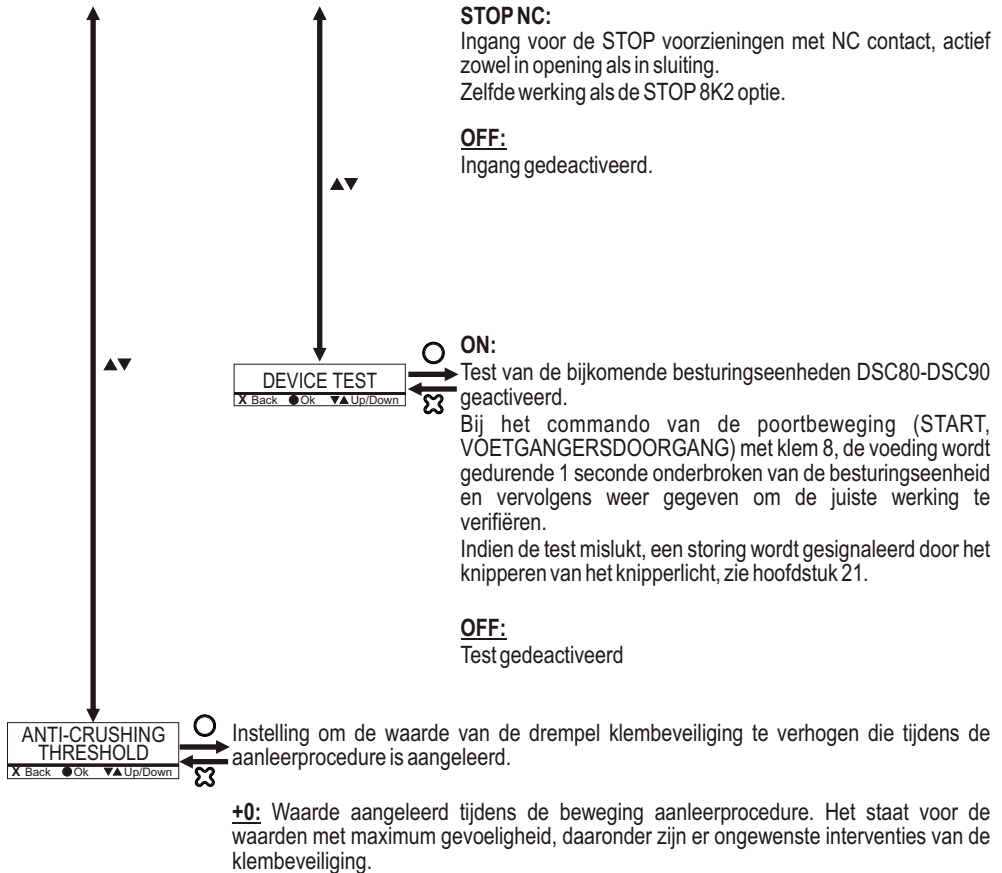 STOP NC:
Ingang voor de STOP voorzieningen met NC contact, actief
zowel in opening als in sluiting.
Zelfde werking als de STOP 8K2 optie.
OFF:
Ingang gedeactiveerd.
▲▼
▲▼
DEVICE TEST
X Back ●Ok ▼▲Up/Down
ON:
Test van de bijkomende besturingseenheden DSC80-DSC90
geactiveerd.
Bij het commando van de poortbeweging (START,
VOETGANGERSDOORGANG) met klem 8, de voeding wordt
gedurende 1 seconde onderbroken van de besturingseenheid
en vervolgens weer gegeven om de juiste werking te
verifiëren.
Indien de test mislukt, een storing wordt gesignaleerd door het
knipperen van het knipperlicht, zie hoofdstuk 21.
OFF:
Test gedeactiveerd
ANTI-CRUSHING
THRESHOLD
X Back ●Ok ▼▲Up/Down
Instelling om de waarde van de drempel klembeveiliging te verhogen die tijdens de
aanleerprocedure is aangeleerd.
+0: Waarde aangeleerd tijdens de beweging aanleerprocedure. Het staat voor de
waarden met maximum gevoeligheid, daaronder zijn er ongewenste interventies van de
klembeveiliging.